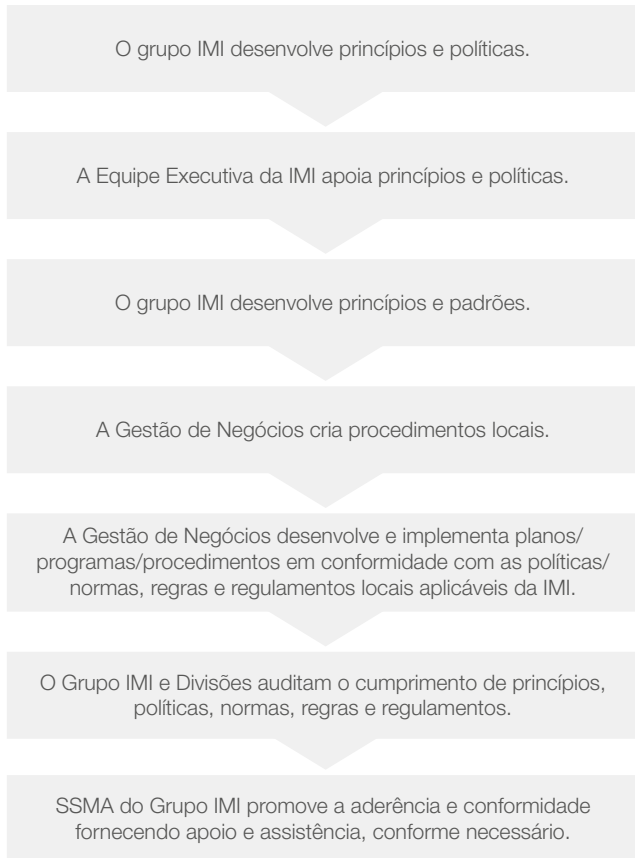 O grupo IMI desenvolve princípios e políticas.
A Equipe Executiva da IMI apoia princípios e políticas.
O grupo IMI desenvolve princípios e padrões.
A Gestão de Negócios cria procedimentos locais.
A Gestão de Negócios desenvolve e implementa planos/
programas/procedimentos em conformidade com as políticas/
normas, regras e regulamentos locais aplicáveis da IMI.
O Grupo IMI e Divisões auditam o cumprimento de princípios,
políticas, normas, regras e regulamentos.
SSMA do Grupo IMI promove a aderência e conformidade
fornecendo apoio e assistência, conforme necessário.